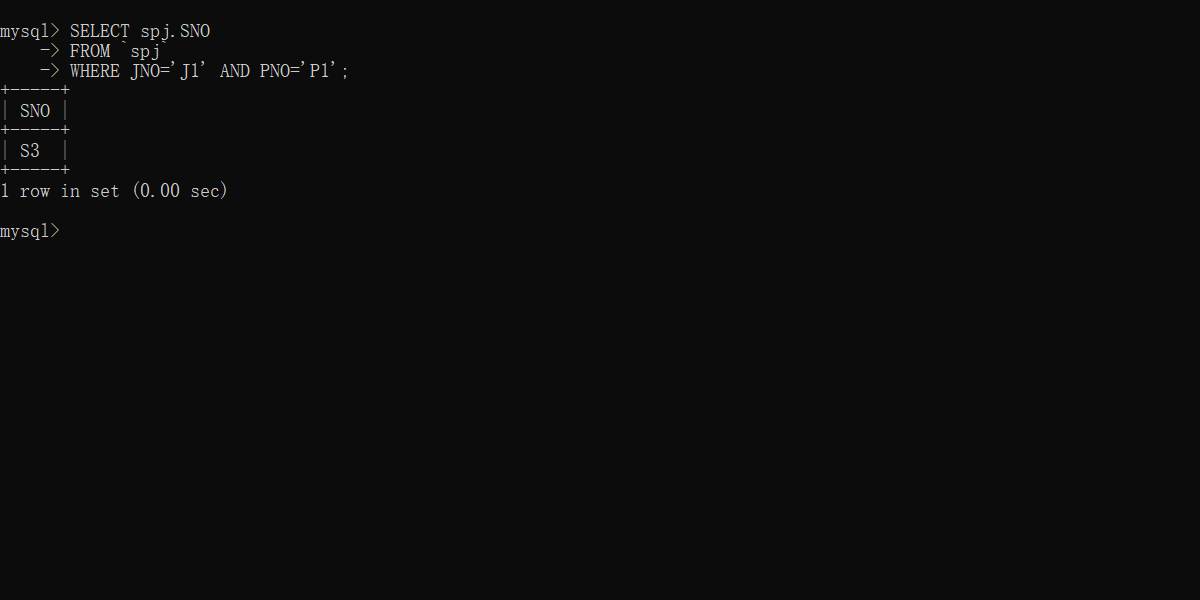 mysql> SELECT spj.SNO
    -> FROM `spj`
    -> WHERE JNO='J1' AND PNO='P1';
+-----+
| SNO |
+-----+
| S3  |
+-----+
1 row in set (0.00 sec)
mysql>